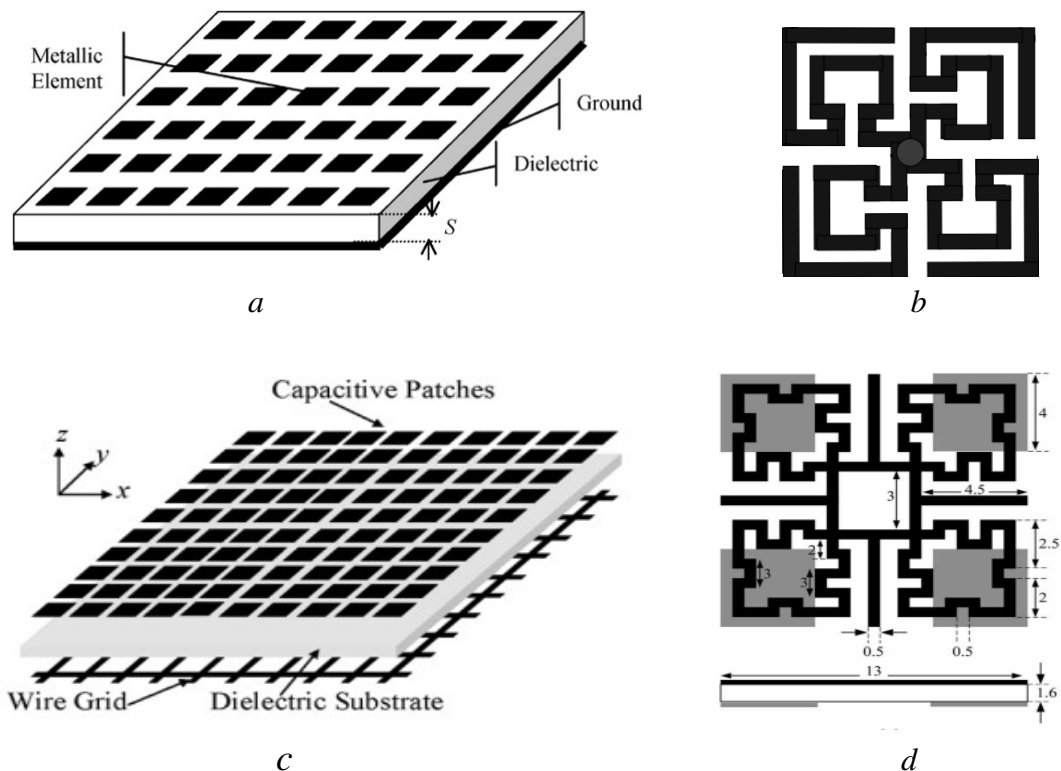 Metallic
Element
Ground
Dielectric
S
a
b
Capacitive Patches
z
y
x
Wire Grid
Dielectric Substrate
c
4
3
4.5
2.5
2
3
3
2
0.5
0.5
13
1.6
d